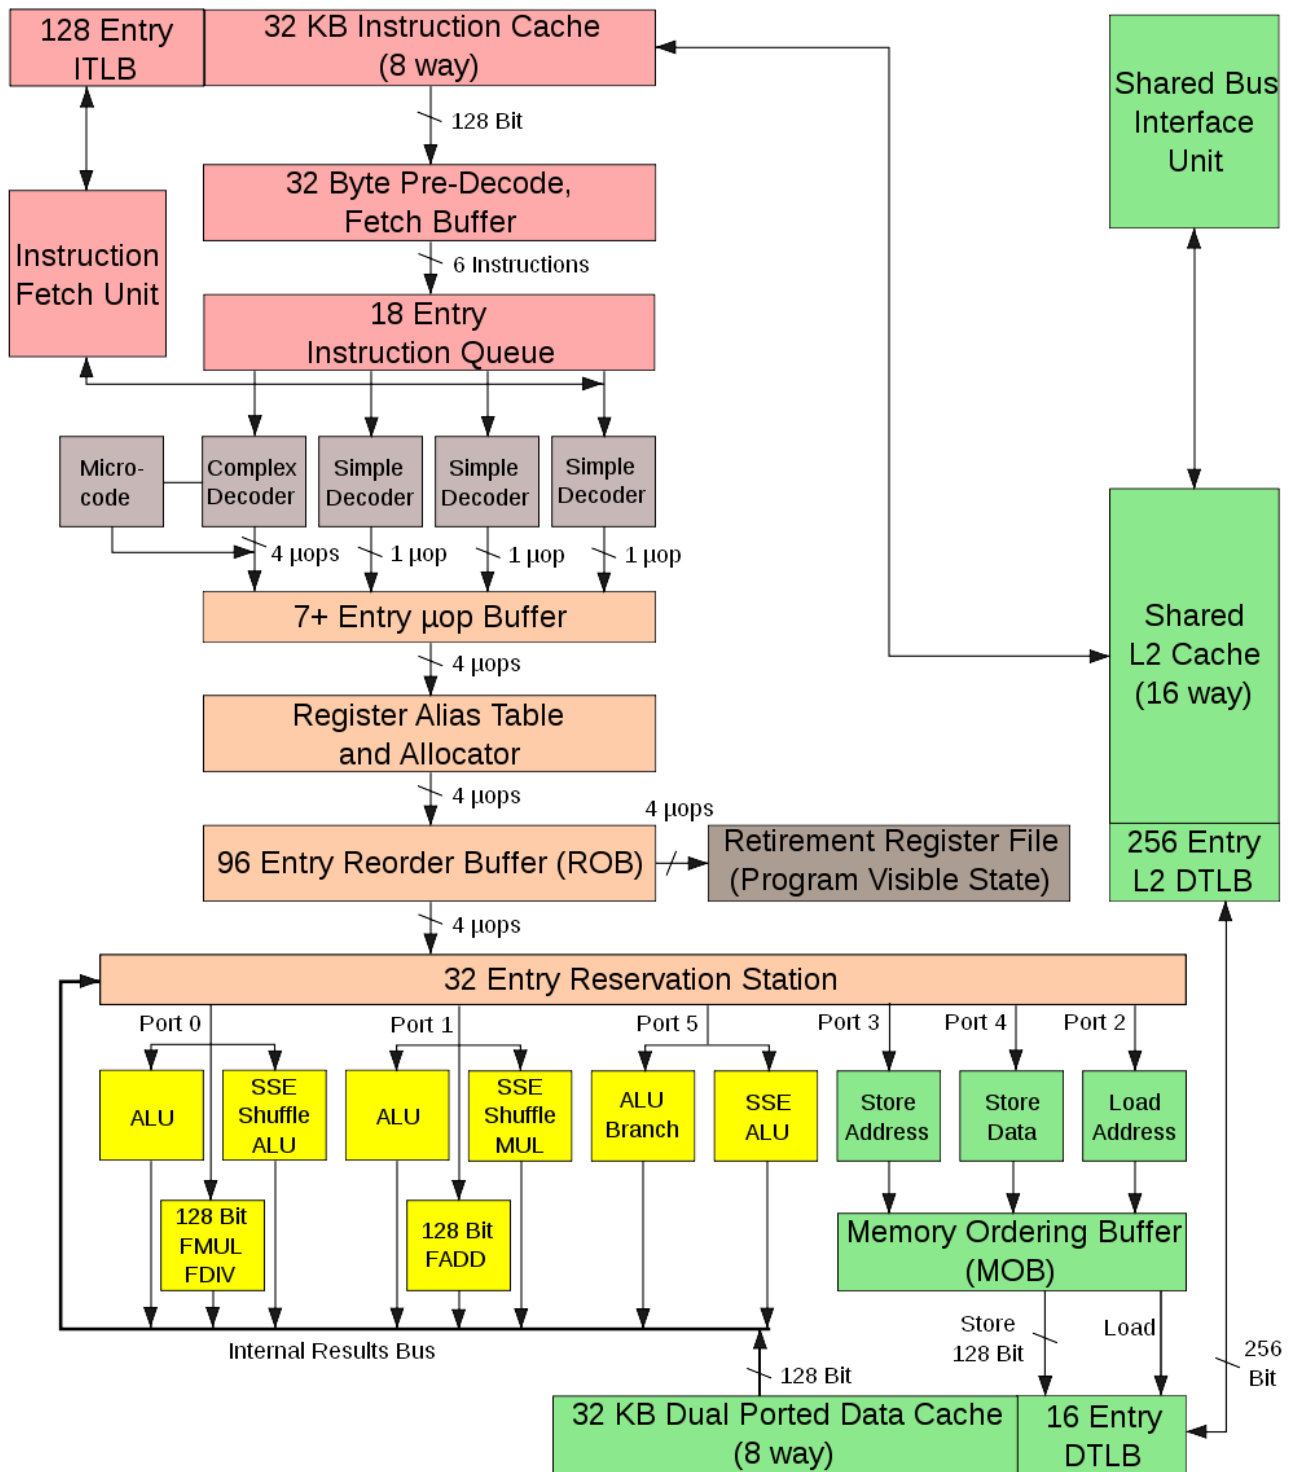 128 Entry
ITLB
32 KB Instruction Cache
(8 way)
Shared Bus
Interface
Unit
128 Bit
32 Byte Pre-Decode,
Fetch Buffer
Instruction
Fetch Unit
6 Instructions
18 Entry
Instruction Queue
Micro-
code
Complex
Decoder
Simple
Decoder
Simple
Decoder
Simple
Decoder
4 µops
1 µop
1 µop
1 µop
7+ Entry µop Buffer
Shared
L2 Cache
(16 way)
4 µops
Register Alias Table
and Allocator
4 µops
4 µops
96 Entry Reorder Buffer (ROB)
Retirement Register File
(Program Visible State)
256 Entry
L2 DTLB
4 µops
32 Entry Reservation Station
Port 0
Port 1
Port 5
Port 3
Port 4
Port 2
ALU
SSE
Shuffle
ALU
ALU
SSE
Shuffle
MUL
ALU
Branch
SSE
ALU
Store
Address
Store
Data
Load
Address
128 Bit
FMUL
FDIV
128 Bit
FADD
Memory Ordering Buffer
(MOB)
Internal Results Bus
Store
128 Bit
Load
256
Bit
128 Bit
32 KB Dual Ported Data Cache
(8 way)
16 Entry
DTLB